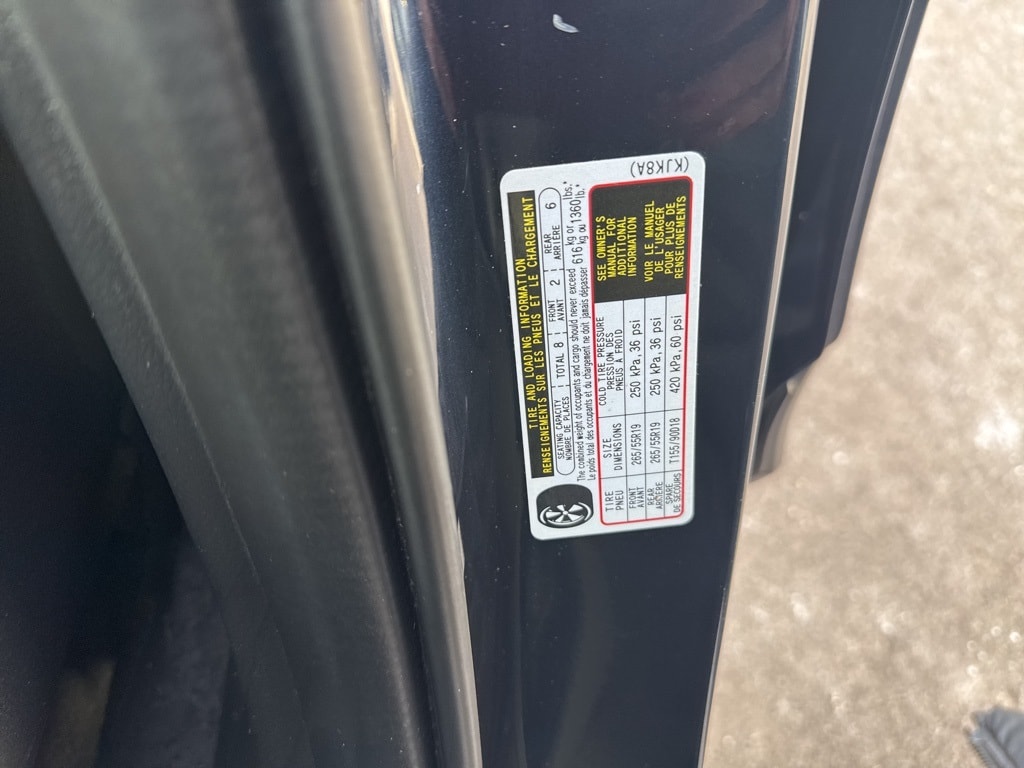 TIRE AND LOADING INFORMATION
RENSEIGNEMENTS SUR LES PNEUS ET LE CHARGEMENT
SEATING CAPACITY TOTAL 8 FRONT 2 REAR 6
NOMBRE DE PLACES AVANT ARRIÈRE
The combined weight of occupants and cargo should never exceed 616 kg or 1360 lbs.*
Le poids total des occupants et du chargement ne doit jamais dépasser kg ou lb.*
TIRE SIZE COLD TIRE PRESSURE
PNEU DIMENSIONS PRESSION DES
PNEUS À FROID
FRONT 265/55R19 250 kPa, 36 psi
AVANT
REAR 265/55R19 250 kPa, 36 psi
ARRIÈRE
SPARE T155/90D18 420 kPa, 60 psi
DE SECOURS
SEE OWNER'S
MANUAL FOR
ADDITIONAL
INFORMATION
VOIR LE MANUEL
DE L'USAGER
POUR PLUS DE
RENSEIGNEMENTS
(KJK8A)